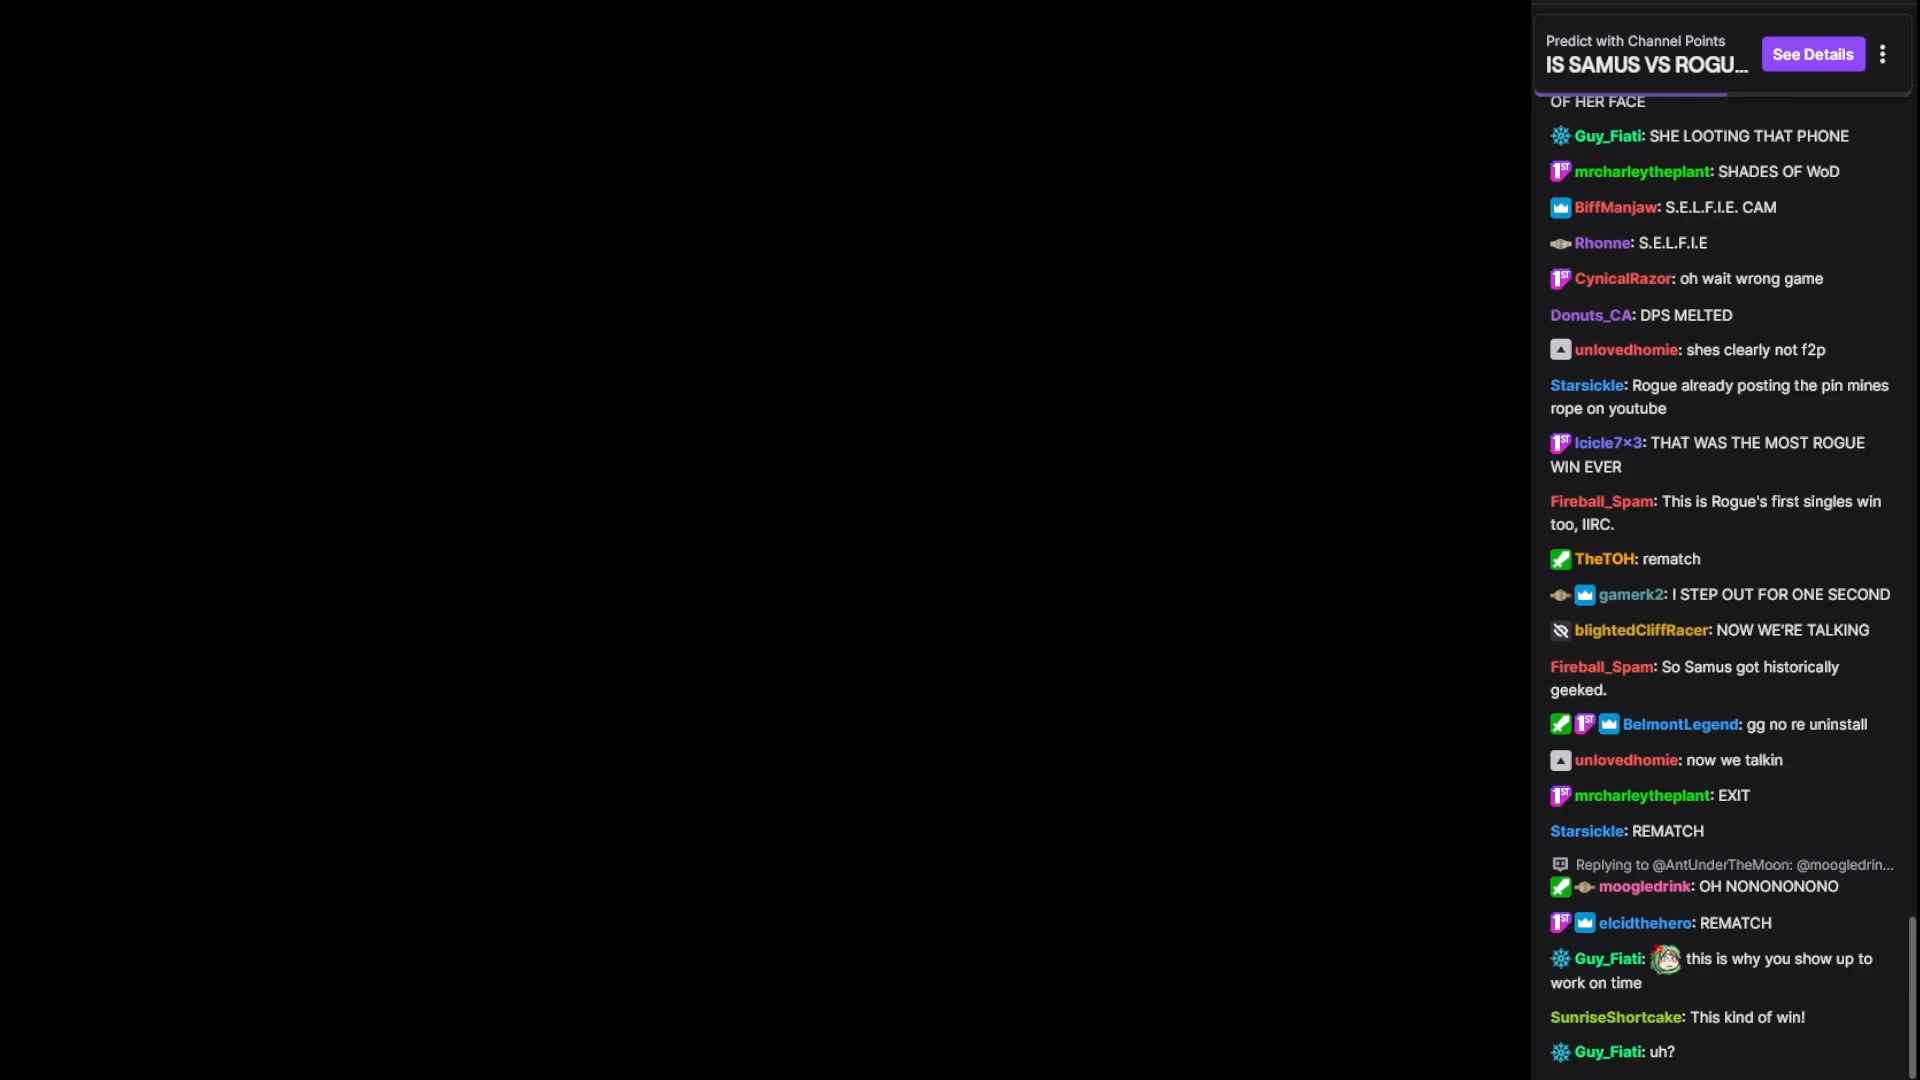 Predict with Channel Points
IS SAMUS VS ROGU...
See Details
OF HER FACE
Guy_Fiati: SHE LOOTING THAT PHONE
1ST mrcharleytheplant: SHADES OF WoD
BiffManjaw: S.E.L.F.I.E. CAM
Rhonne: S.E.L.F.I.E
1ST CynicalRazor: oh wait wrong game
Donuts_CA: DPS MELTED
unlovedhomie: shes clearly not f2p
Starsickle: Rogue already posting the pin mines
rope on youtube
1ST Icicle7x3: THAT WAS THE MOST ROGUE
WIN EVER
Fireball_Spam: This is Rogue's first singles win
too, IIRC.
TheTOH: rematch
gamerk2: I STEP OUT FOR ONE SECOND
blightedCliffRacer: NOW WE'RE TALKING
Fireball_Spam: So Samus got historically
geeked.
1ST BelmontLegend: gg no re uninstall
unlovedhomie: now we talkin
1ST mrcharleytheplant: EXIT
Starsickle: REMATCH
Replying to @AntUnderTheMoon: @moogledrin...
moogledrink: OH NONONONONO
1ST elcidthehero: REMATCH
Guy_Fiati: this is why you show up to
work on time
SunriseShortcake: This kind of win!
Guy_Fiati: uh?